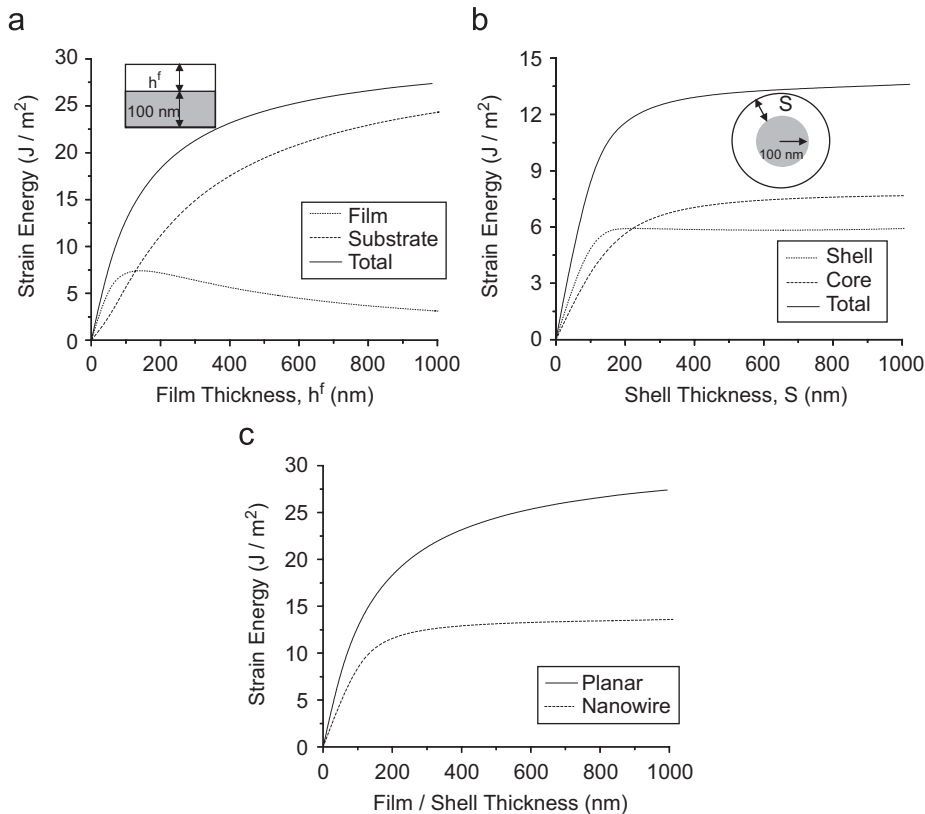 a
Strain Energy (J / m²)
30
25
20
15
10
5
0
hᶠ
100 nm
Film
Substrate
Total
0 200 400 600 800 1000
Film Thickness, hᶠ (nm)
b
Strain Energy (J / m²)
15
12
9
6
3
0
S
100 nm
Shell
Core
Total
0 200 400 600 800 1000
Shell Thickness, S (nm)
c
Strain Energy (J / m²)
30
25
20
15
10
5
0
Planar
Nanowire
0 200 400 600 800 1000
Film / Shell Thickness (nm)